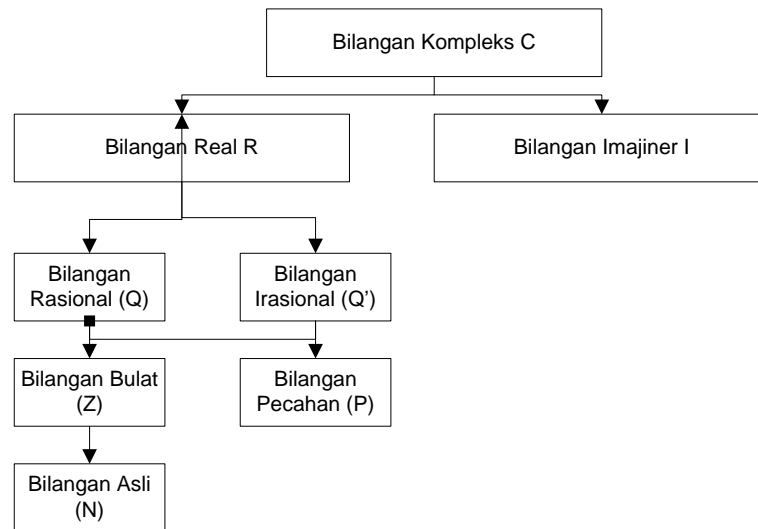 Bilangan Kompleks C
Bilangan Real R
Bilangan Imajiner I
Bilangan
Rasional (Q)
Bilangan
Irasional (Q’)
Bilangan Bulat
(Z)
Bilangan
Pecahan (P)
Bilangan Asli
(N)